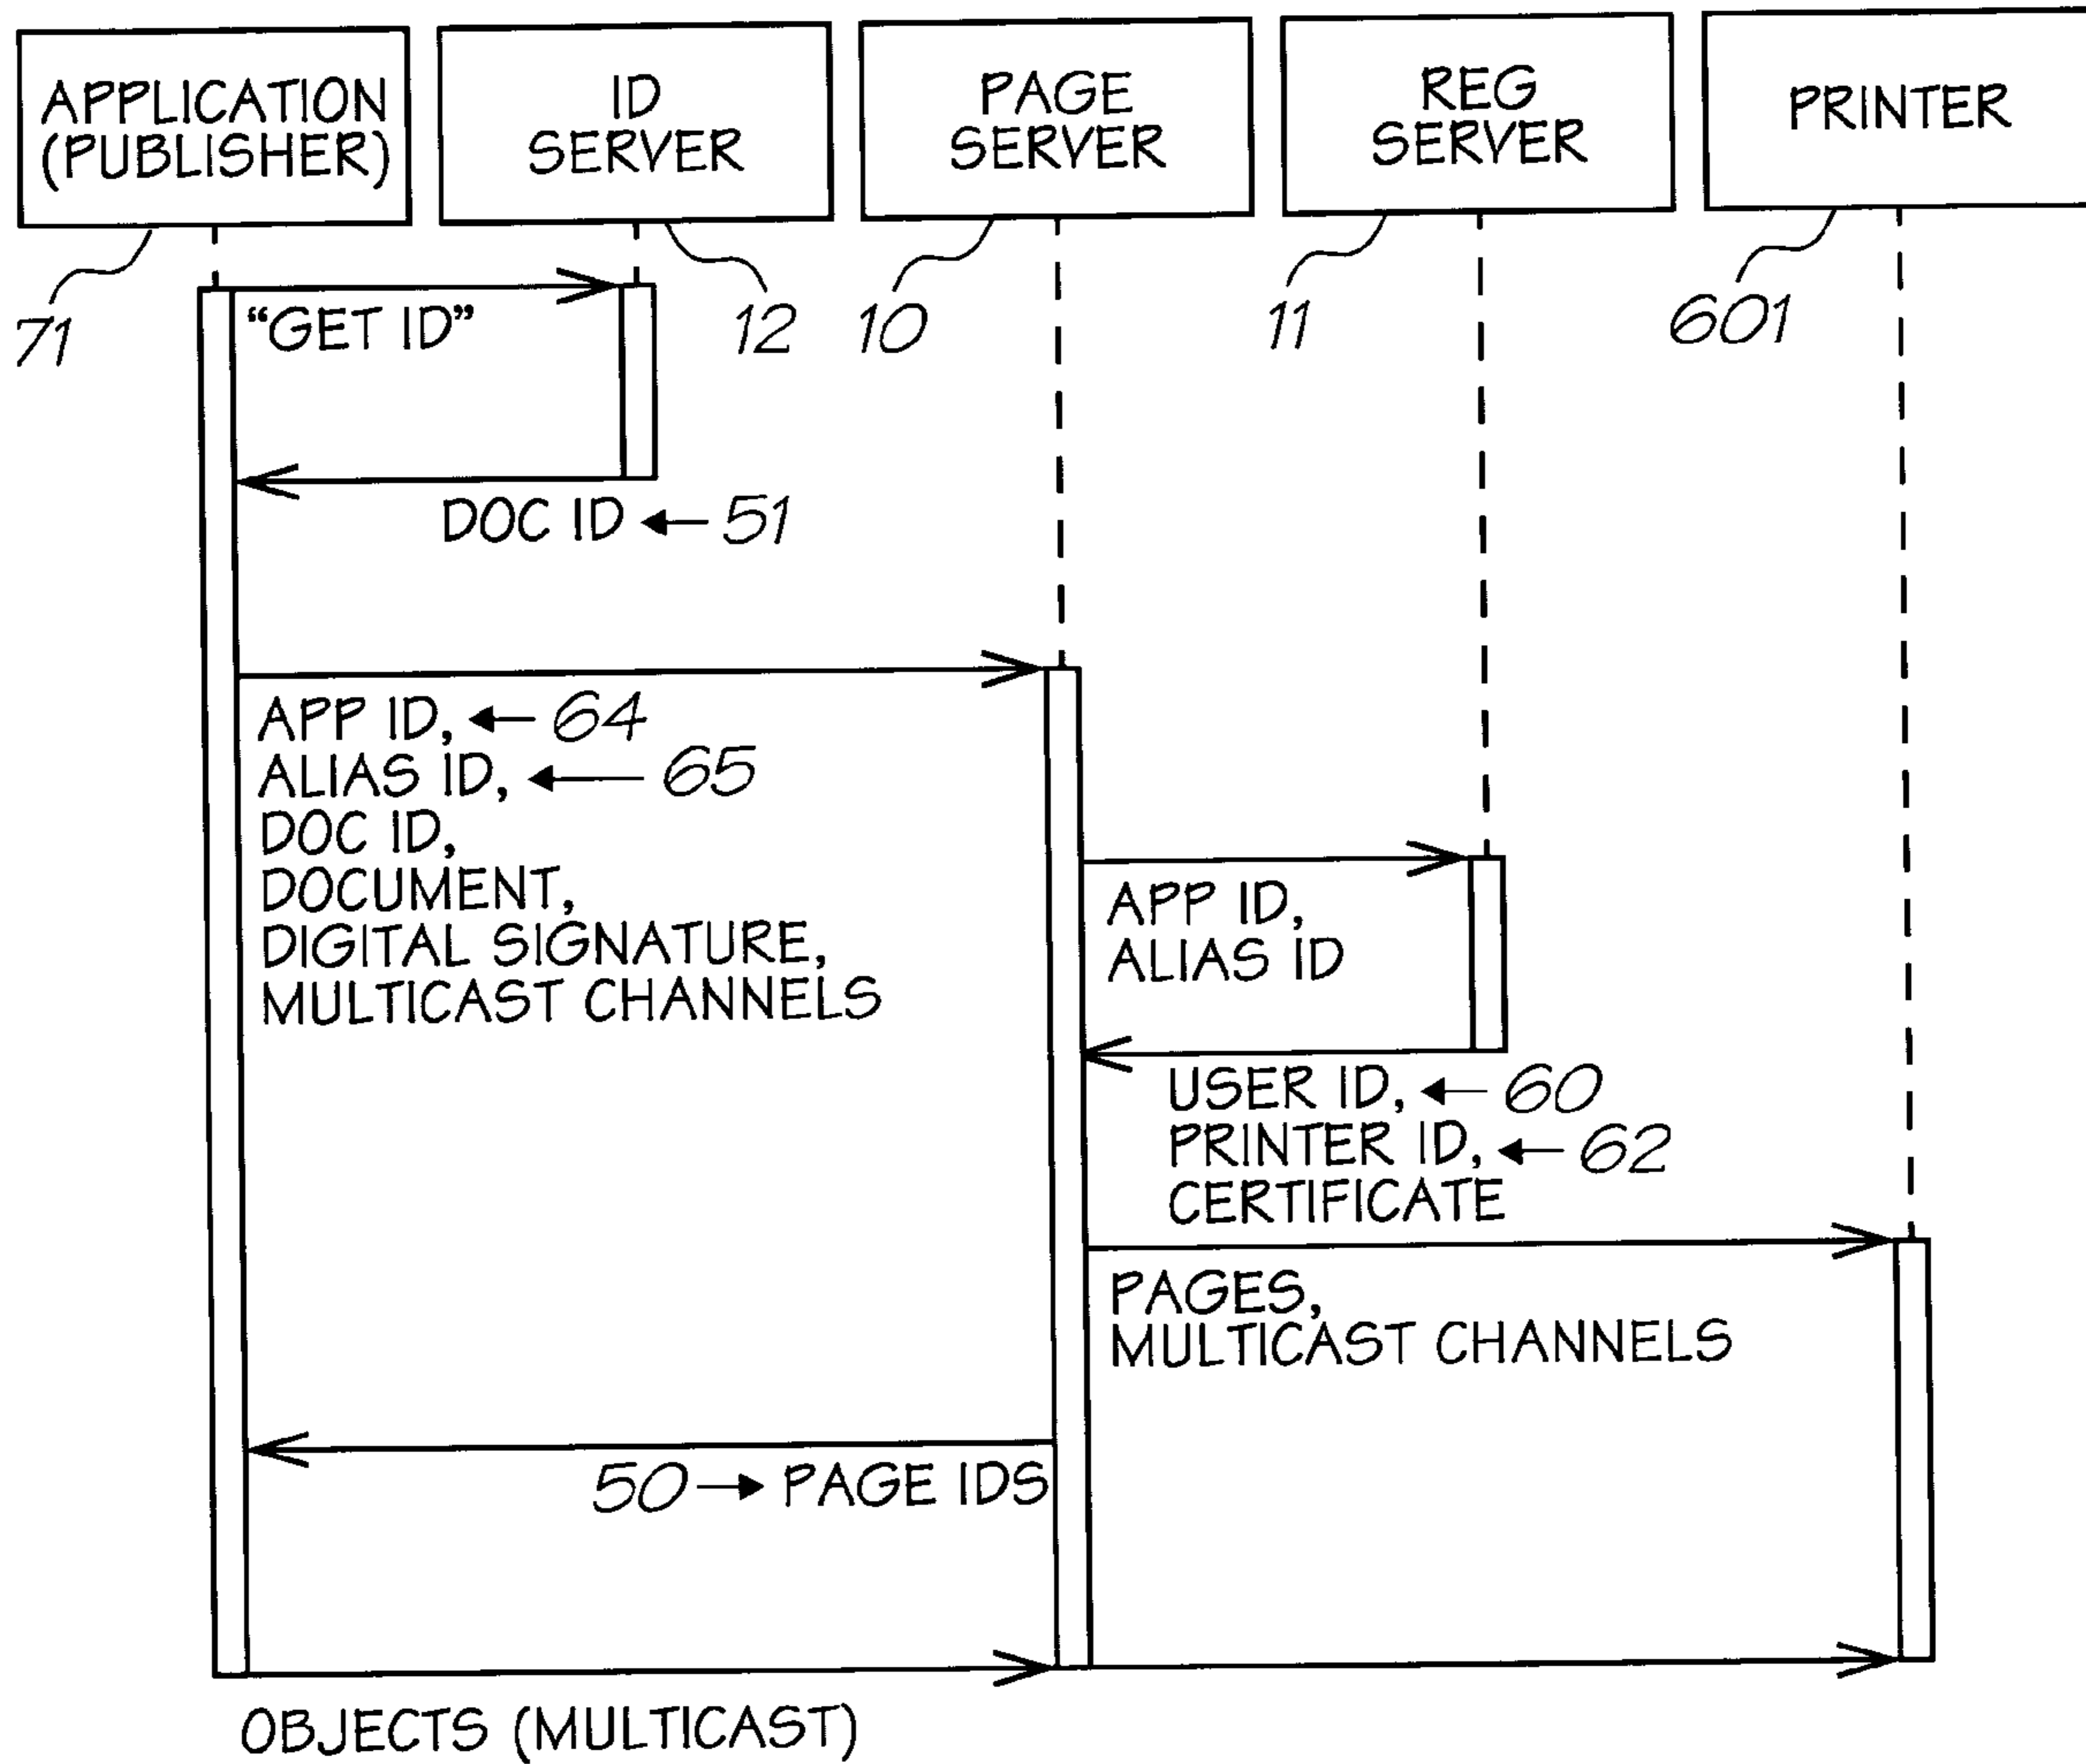 APPLICATION
(PUBLISHER)
ID
SERVER
PAGE
SERVER
REG
SERVER
PRINTER
71
12
10
11
601
“GET ID”
DOC ID 51
APP ID, 64
ALIAS ID, 65
DOC ID,
DOCUMENT,
DIGITAL SIGNATURE,
MULTICAST CHANNELS
APP ID,
ALIAS ID
USER ID, 60
PRINTER ID, 62
CERTIFICATE
PAGES,
MULTICAST CHANNELS
50 PAGE IDS
OBJECTS (MULTICAST)